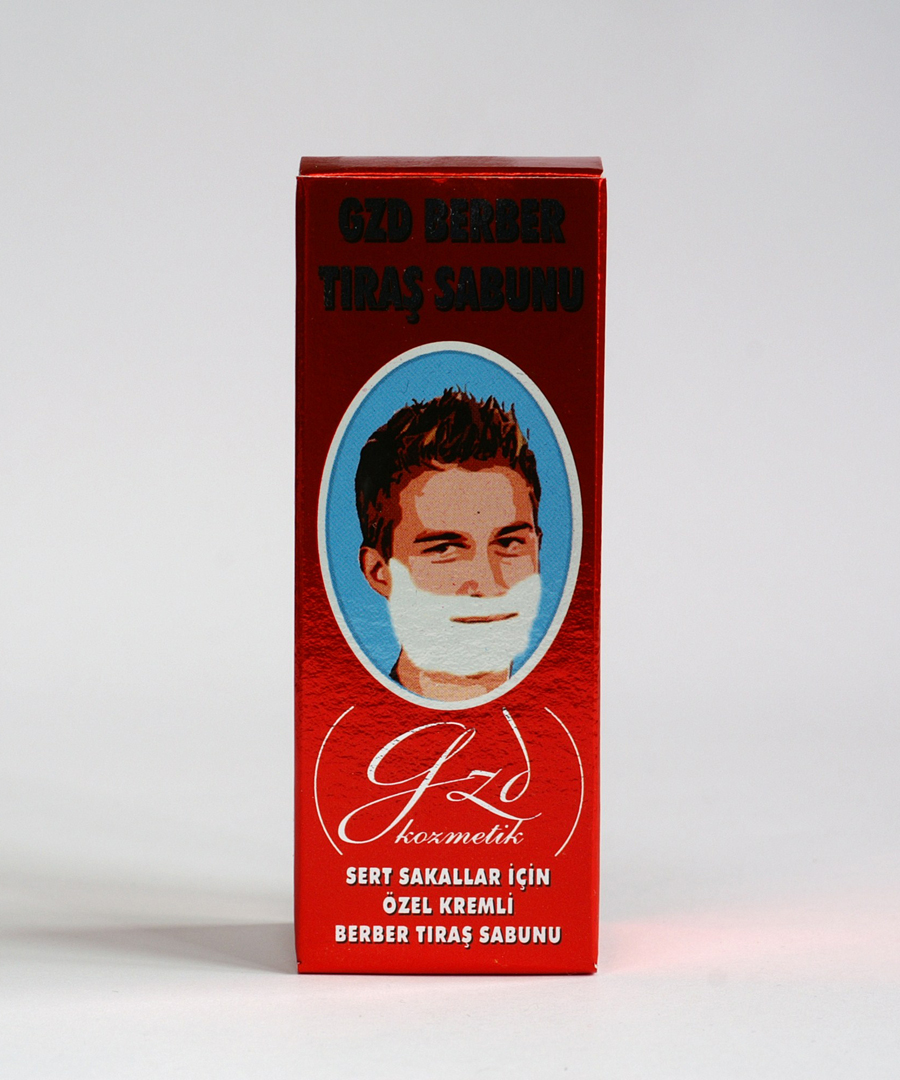 GZD BERBER
TIRAŞ SABUNU
Gzd
kozmetik
SERT SAKALLAR İÇİN
ÖZEL KREMLİ
BERBER TIRAŞ SABUNU